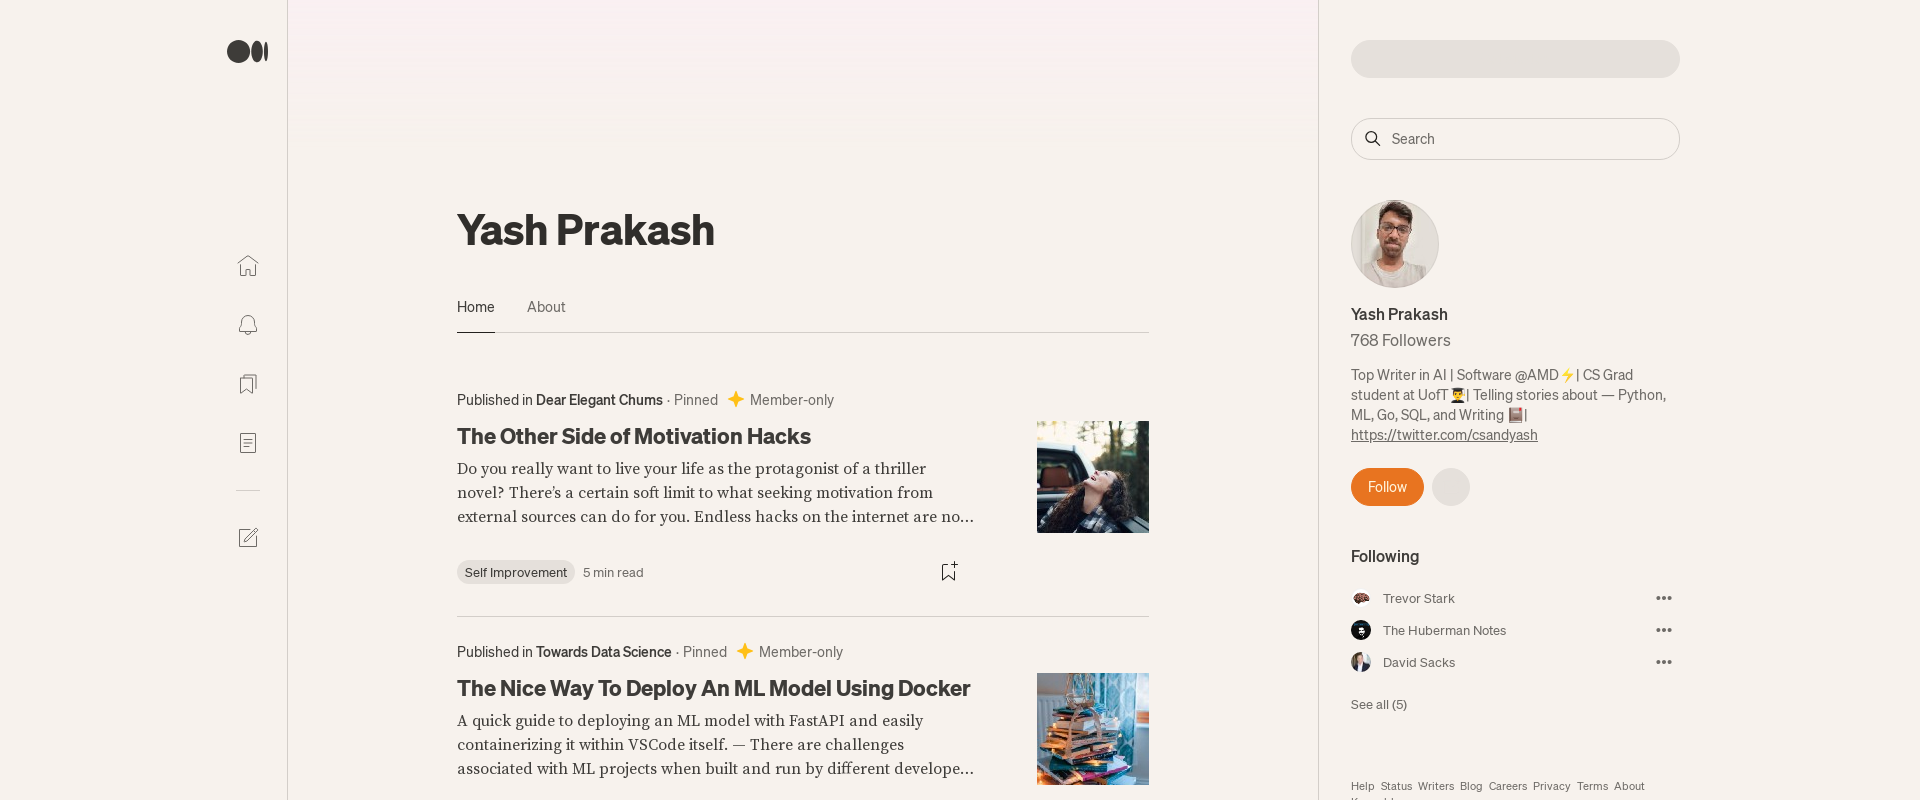 Yash Prakash
Home
About
Published in Dear Elegant Chums · Pinned Member-only
The Other Side of Motivation Hacks
Do you really want to live your life as the protagonist of a thriller
novel? There's a certain soft limit to what seeking motivation from
external sources can do for you. Endless hacks on the internet are no…
Self Improvement 5 min read
Published in Towards Data Science · Pinned Member-only
The Nice Way To Deploy An ML Model Using Docker
A quick guide to deploying an ML model with FastAPI and easily
containerizing it within VSCode itself. — There are challenges
associated with ML projects when built and run by different develope…
Search
Yash Prakash
768 Followers
Top Writer in AI | Software @AMD⚡| CS Grad
student at UofT👨‍🎓| Telling stories about — Python,
ML, Go, SQL, and Writing 📔|
https://twitter.com/csandyash
Follow
Following
Trevor Stark
The Huberman Notes
David Sacks
See all (5)
Help Status Writers Blog Careers Privacy Terms About